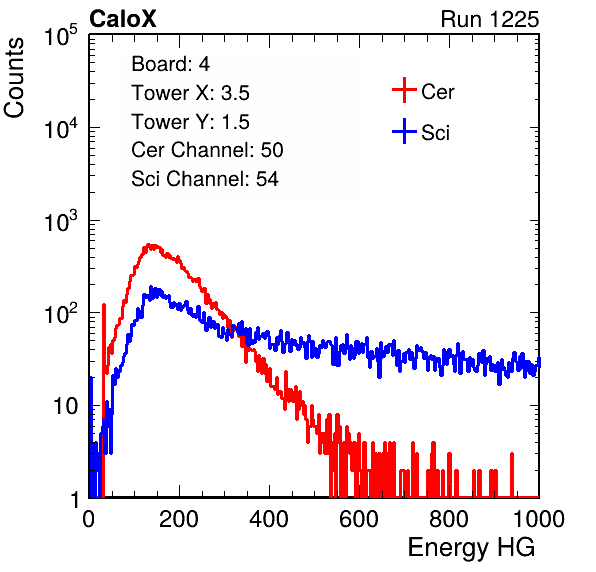 CaloX Run 1225
Counts
Board: 4
Tower X: 3.5
Tower Y: 1.5
Cer Channel: 50
Sci Channel: 54
Cer
Sci
10^5
10^4
10^3
10^2
10
1
0 200 400 600 800 1000
Energy HG